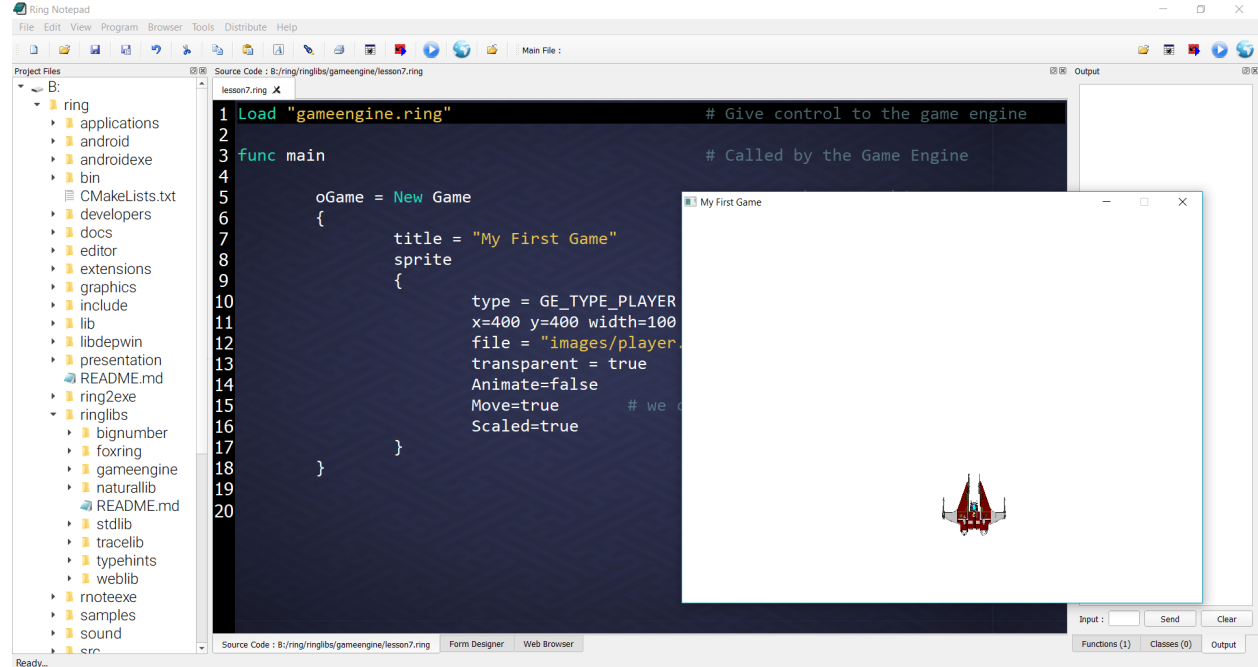 Ring Notepad
File Edit View Program Browser Tools Distribute Help
Main File :
Project Files
Source Code : B:/ring/ringlibs/gameengine/lesson7.ring
Output
B:
ring
applications
android
androidexe
bin
CMakeLists.txt
developers
docs
editor
extensions
graphics
include
lib
libdepwin
presentation
README.md
ring2exe
ringlibs
bignumber
foxring
gameengine
naturallib
README.md
stdlib
tracelib
typehints
weblib
rnoteexe
samples
sound
src
lesson7.ring
1 Load "gameengine.ring" # Give control to the game engine
2
3 func main # Called by the Game Engine
4
5 oGame = New Game
6 {
7 title = "My First Game"
8 sprite
9 {
10 type = GE_TYPE_PLAYER
11 x=400 y=400 width=100
12 file = "images/player.
13 transparent = true
14 Animate=false
15 Move=true # we
16 Scaled=true
17 }
18 }
19
20
My First Game
Input :
Send
Clear
Source Code : B:/ring/ringlibs/gameengine/lesson7.ring
Form Designer
Web Browser
Functions (1)
Classes (0)
Output
Ready...